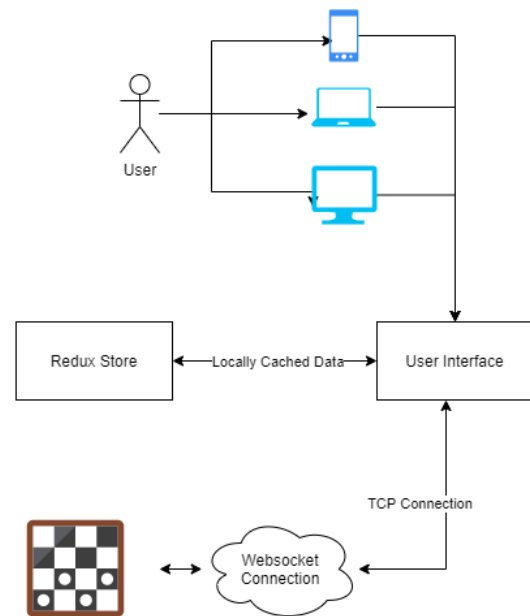 User
Redux Store
Locally Cached Data
User Interface
TCP Connection
Websocket
Connection